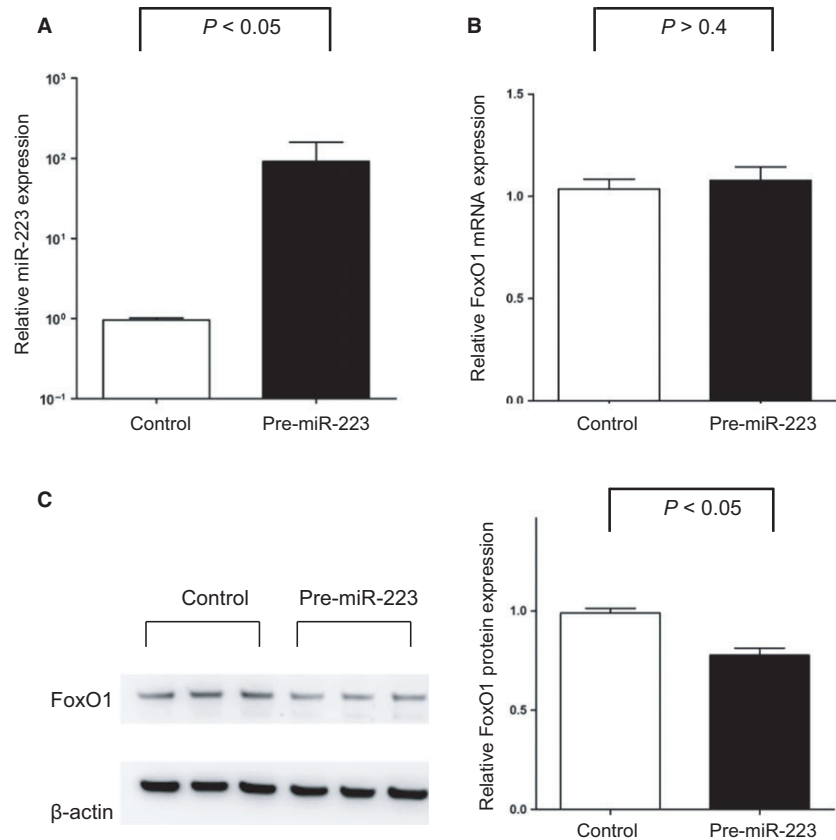 A
P < 0.05
10³
10²
10¹
10⁰
10⁻¹
Relative miR-223 expression
Control
Pre-miR-223
B
P > 0.4
1.5
1.0
0.5
0.0
Relative FoxO1 mRNA expression
Control
Pre-miR-223
C
Control
Pre-miR-223
FoxO1
β-actin
P < 0.05
1.0
0.5
0.0
Relative FoxO1 protein expression
Control
Pre-miR-223